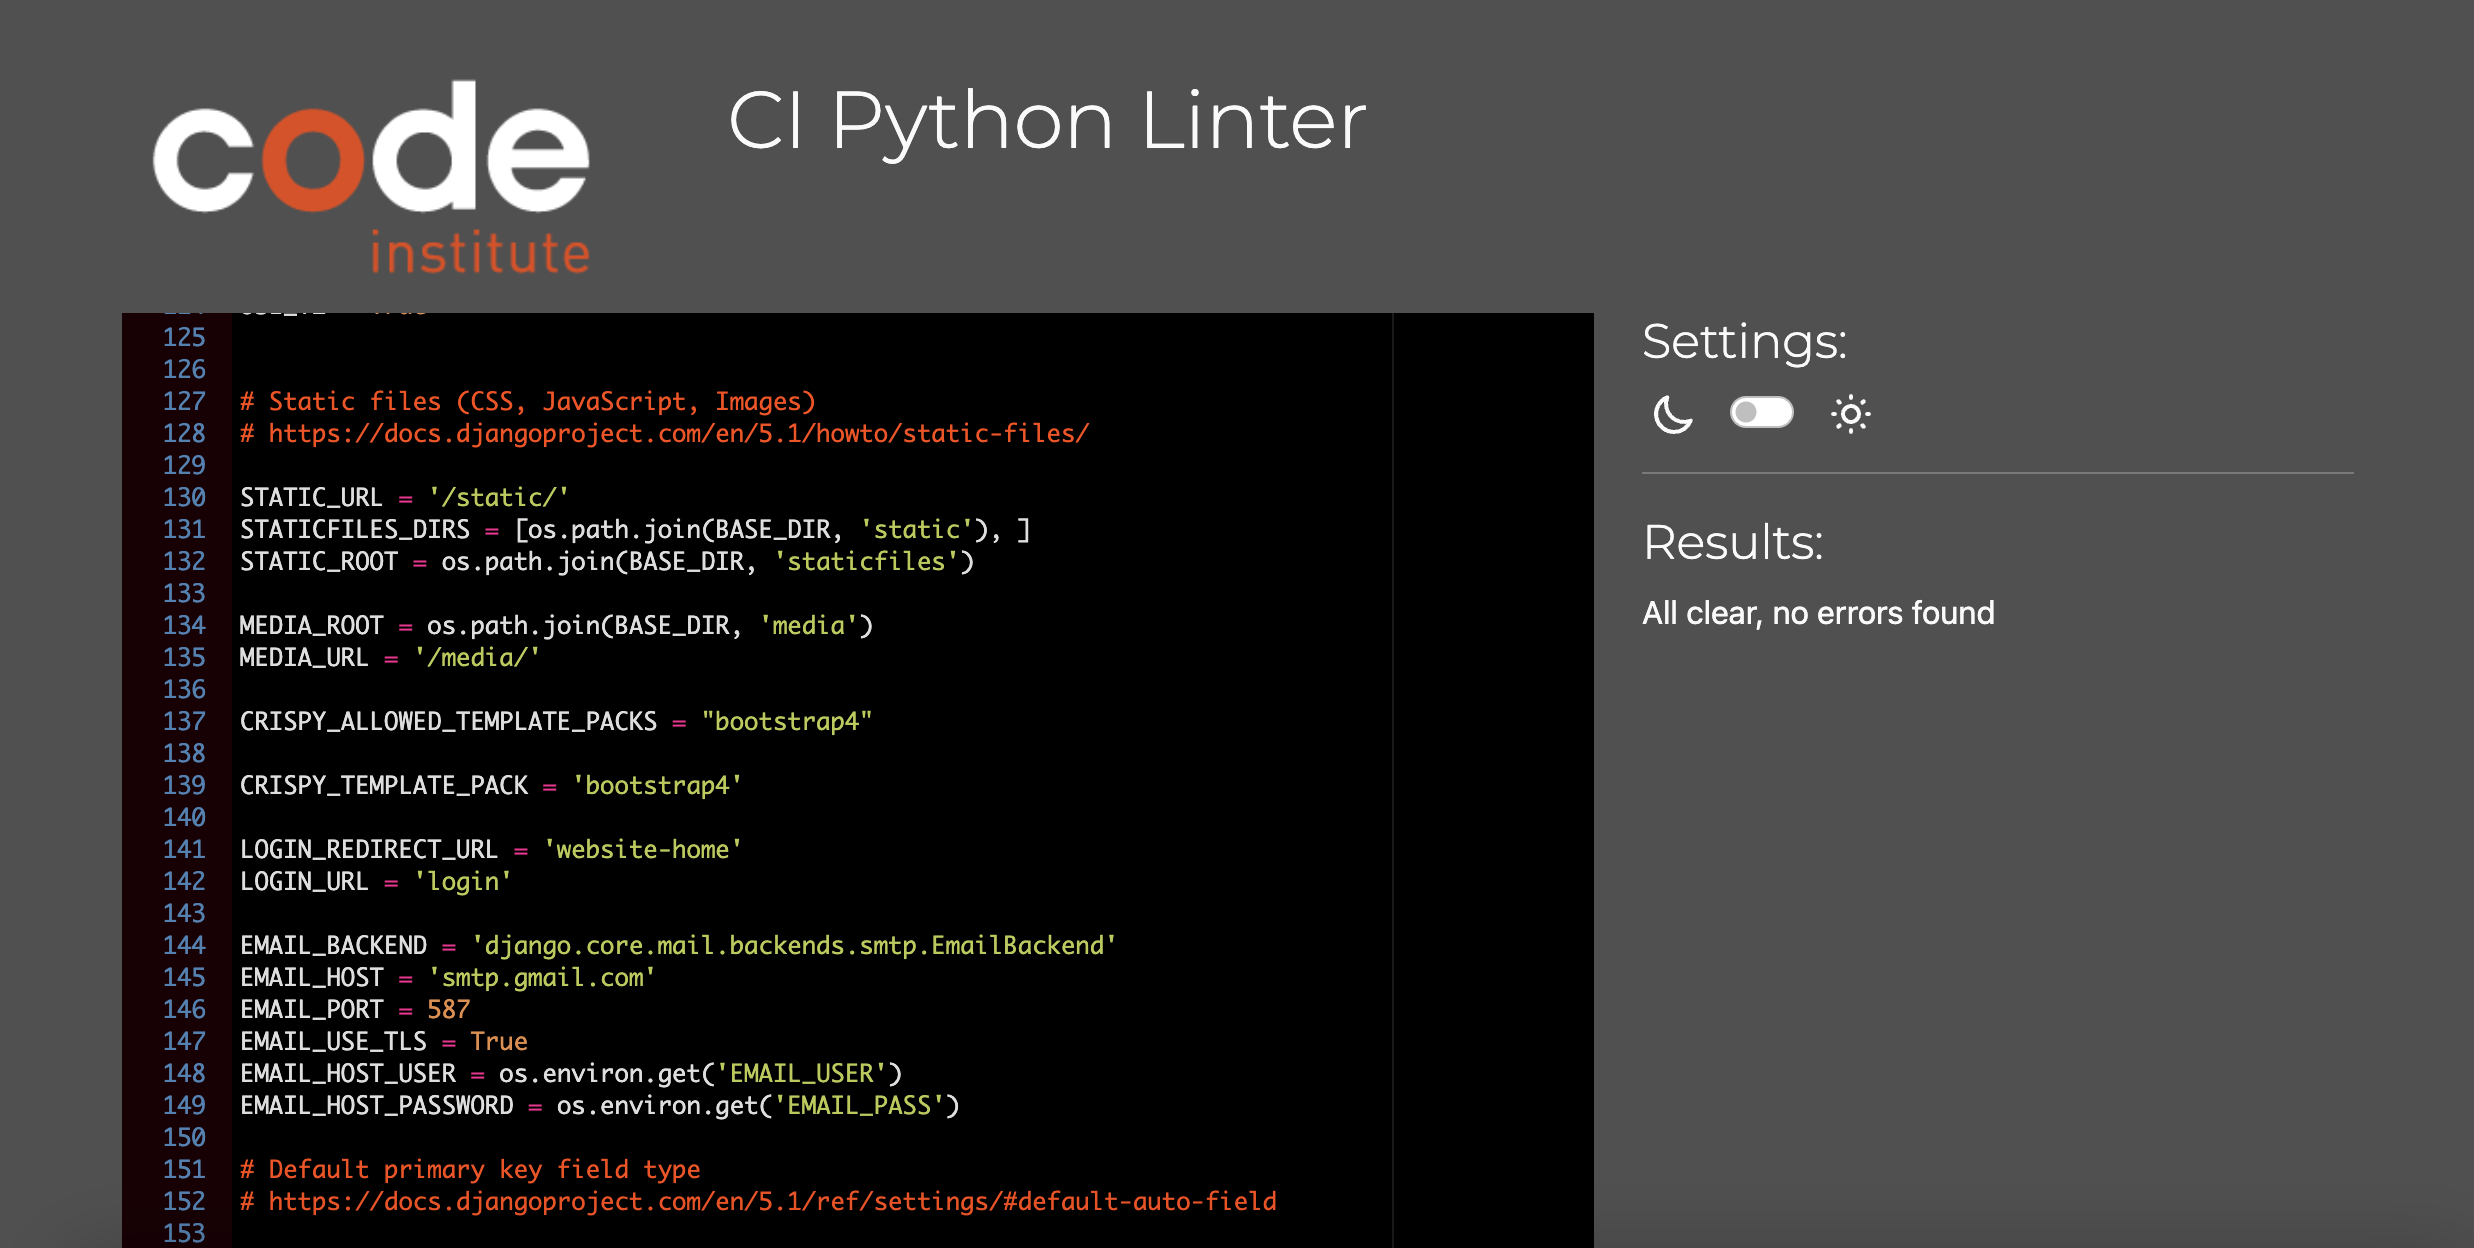 code
institute
CI Python Linter
125
126
127 # Static files (CSS, JavaScript, Images)
128 # https://docs.djangoproject.com/en/5.1/howto/static-files/
129
130 STATIC_URL = '/static/'
131 STATICFILES_DIRS = [os.path.join(BASE_DIR, 'static'), ]
132 STATIC_ROOT = os.path.join(BASE_DIR, 'staticfiles')
133
134 MEDIA_ROOT = os.path.join(BASE_DIR, 'media')
135 MEDIA_URL = '/media/'
136
137 CRISPY_ALLOWED_TEMPLATE_PACKS = "bootstrap4"
138
139 CRISPY_TEMPLATE_PACK = 'bootstrap4'
140
141 LOGIN_REDIRECT_URL = 'website-home'
142 LOGIN_URL = 'login'
143
144 EMAIL_BACKEND = 'django.core.mail.backends.smtp.EmailBackend'
145 EMAIL_HOST = 'smtp.gmail.com'
146 EMAIL_PORT = 587
147 EMAIL_USE_TLS = True
148 EMAIL_HOST_USER = os.environ.get('EMAIL_USER')
149 EMAIL_HOST_PASSWORD = os.environ.get('EMAIL_PASS')
150
151 # Default primary key field type
152 # https://docs.djangoproject.com/en/5.1/ref/settings/#default-auto-field
153
Settings:
Results:
All clear, no errors found